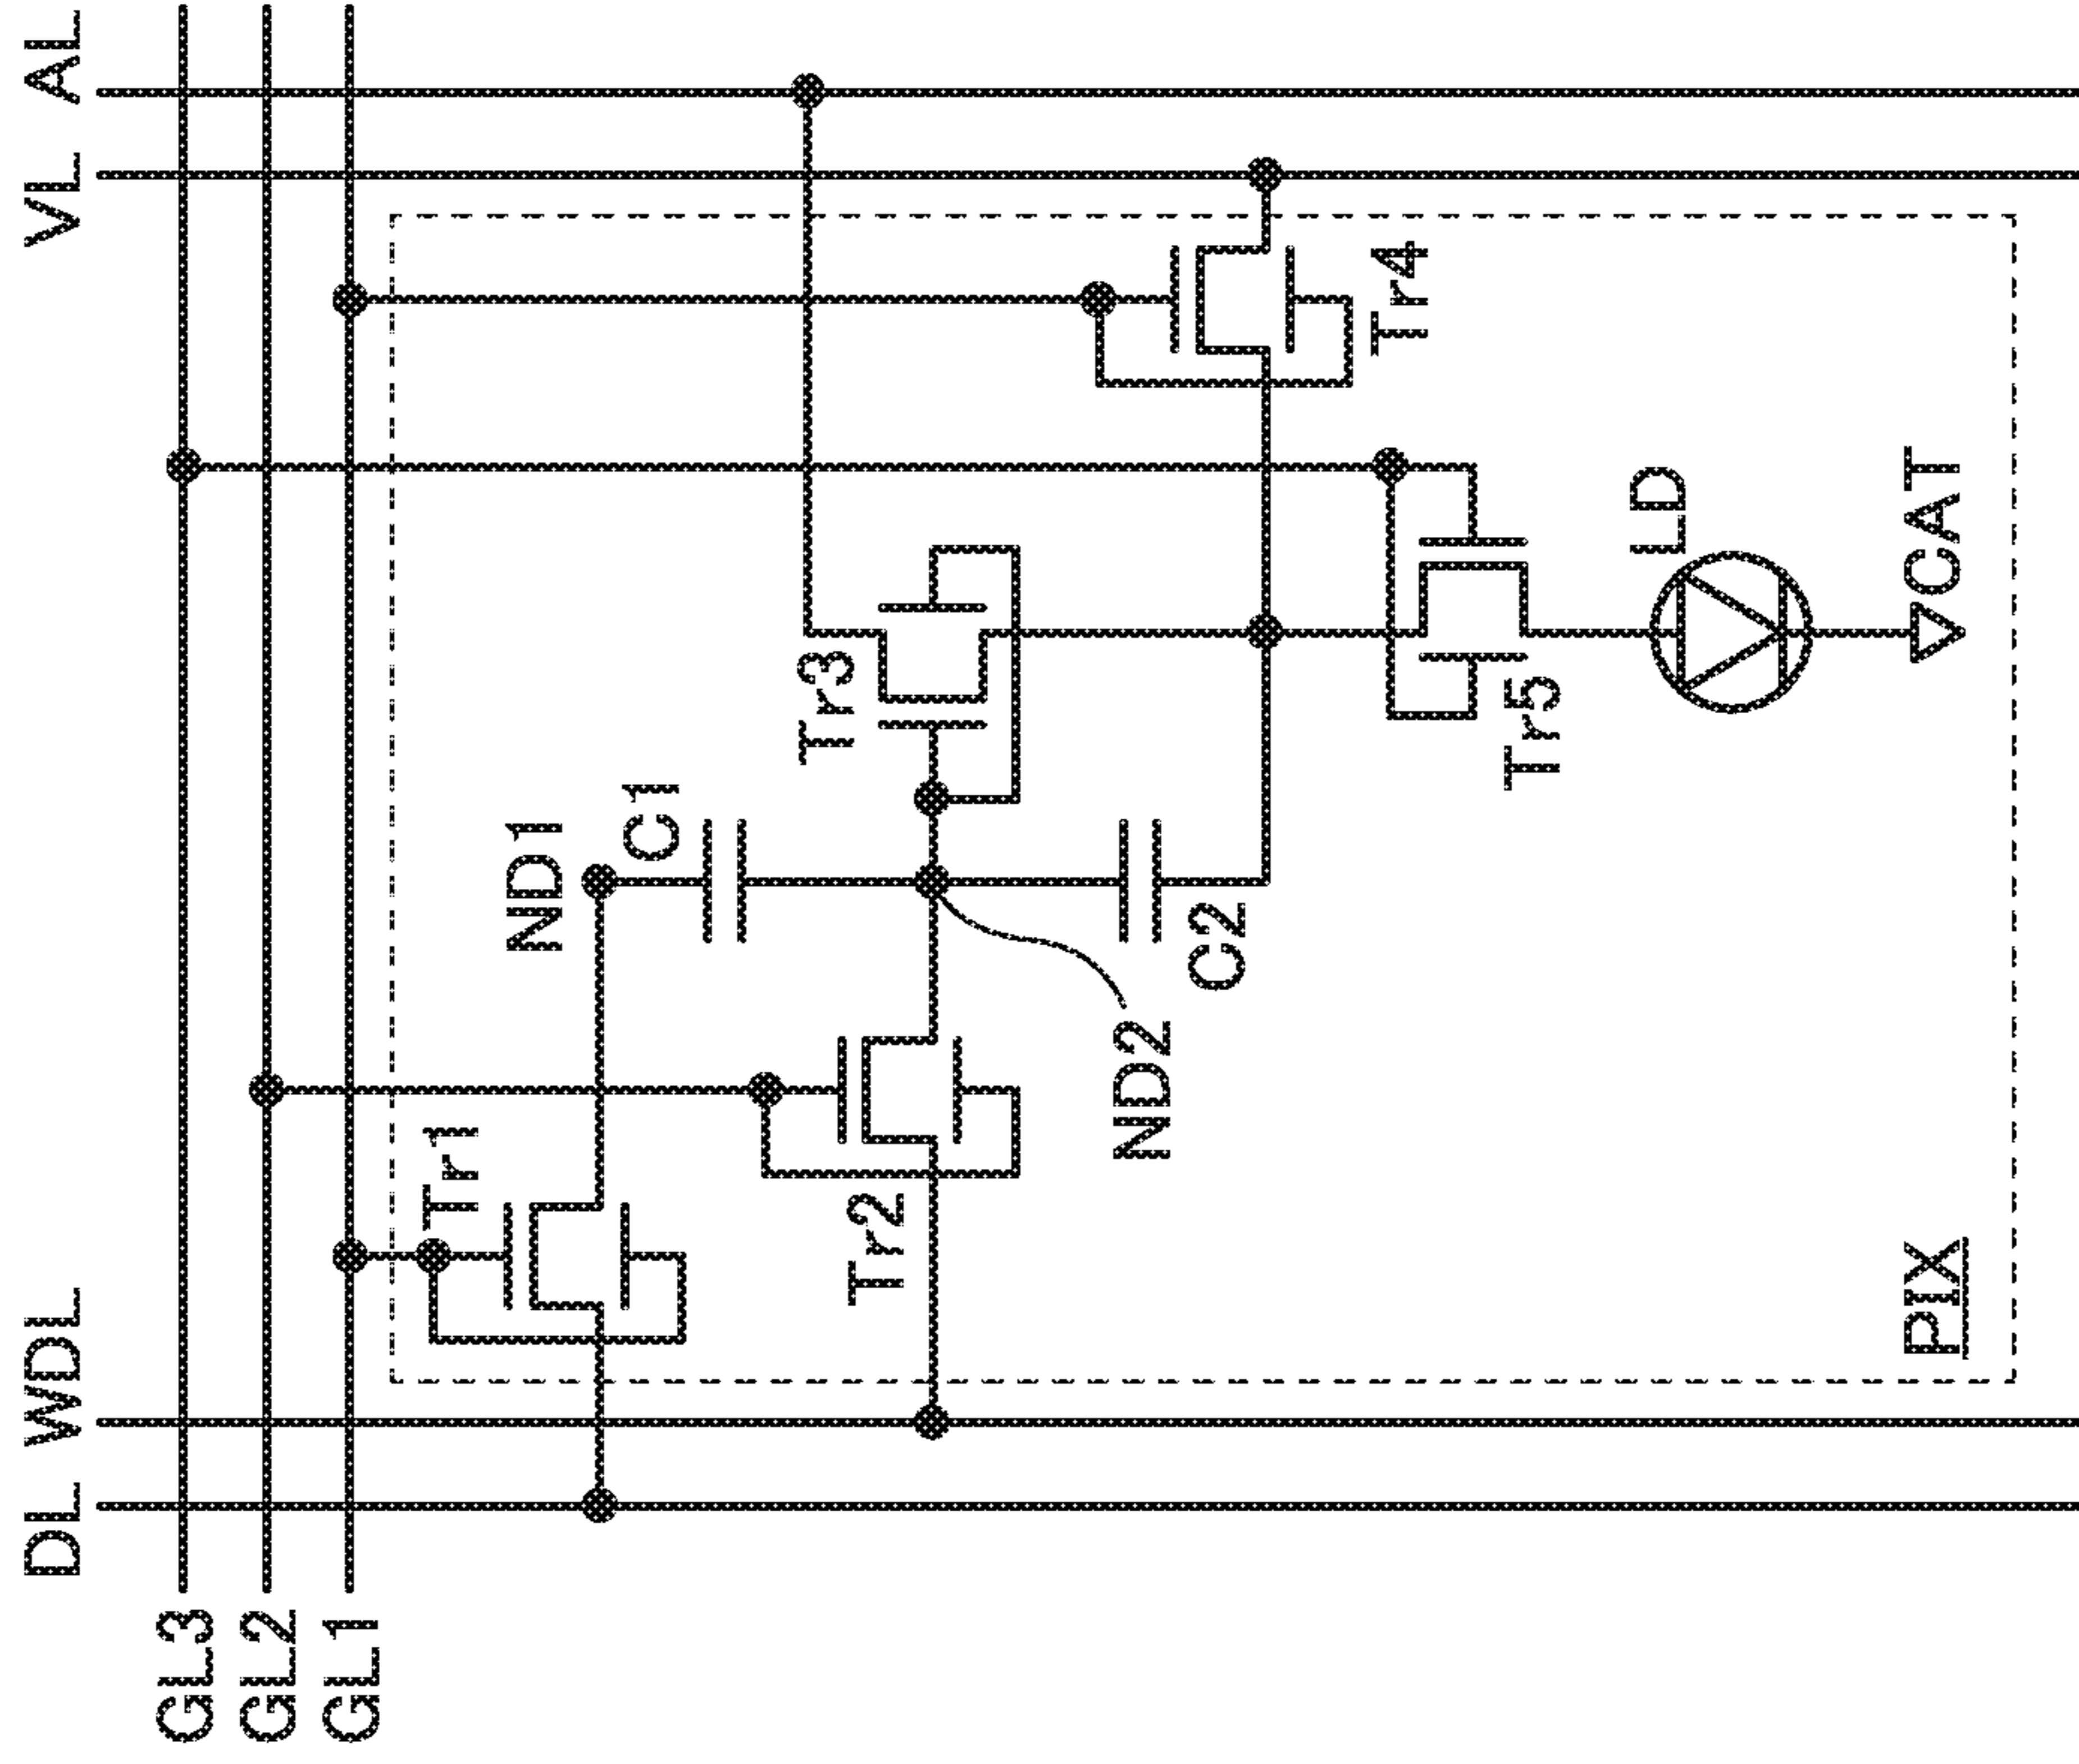 DL WDL VL AL
GL3
GL2
GL1
Tr1
ND1
C1
Tr2
Tr3
ND2
C2
Tr4
Tr5
LD
CAT
PIX